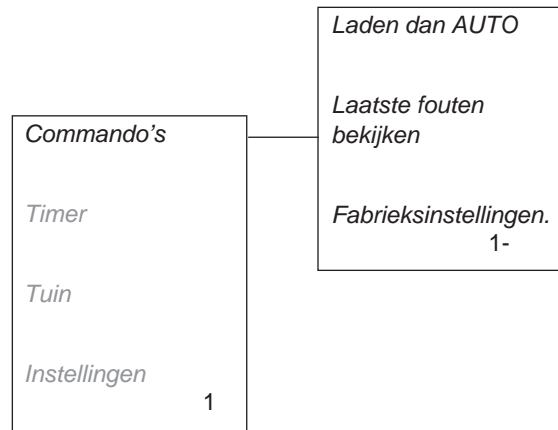 Commando's
Timer
Tuin
Instellingen
1
Laden dan AUTO
Laatste fouten
bekijken
Fabrieksinstellingen.
1-